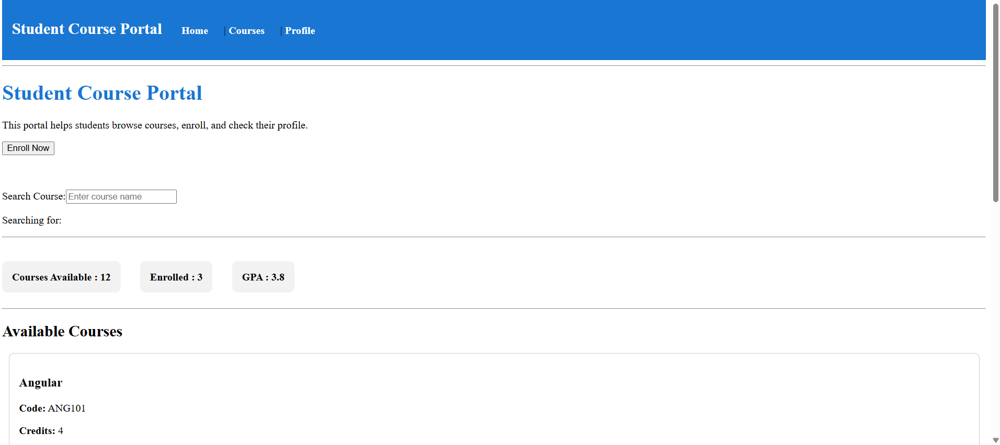 Student Course Portal Home | Courses | Profile
Student Course Portal
This portal helps students browse courses, enroll, and check their profile.
Enroll Now
Search Course: Enter course name
Searching for:
Courses Available : 12 Enrolled : 3 GPA : 3.8
Available Courses
Angular
Code: ANG101
Credits: 4